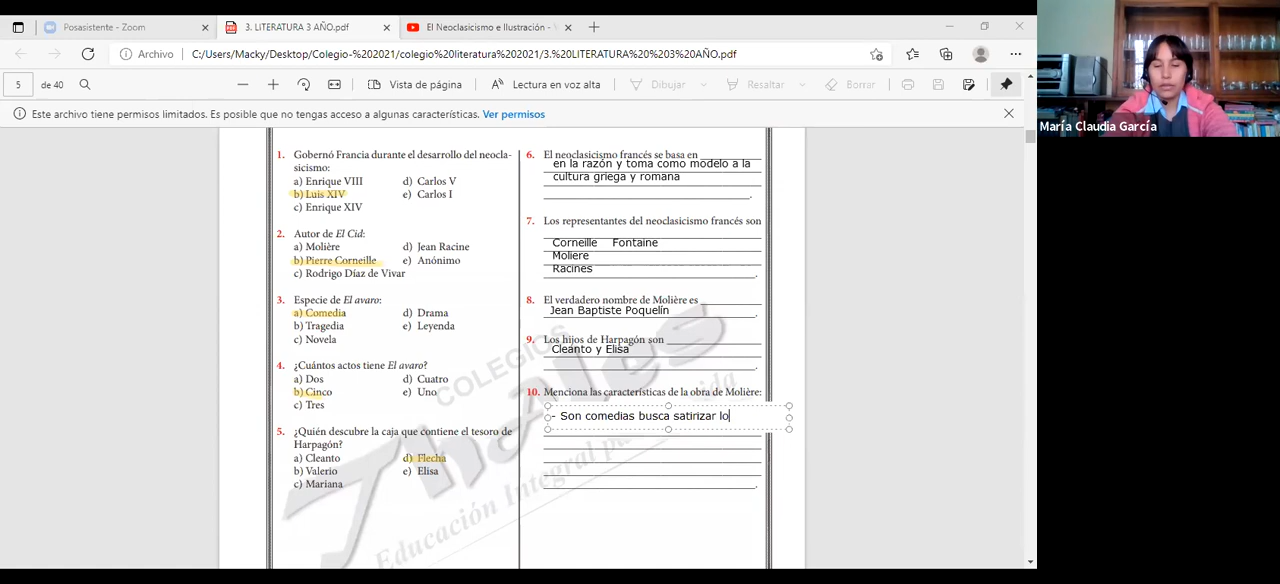 Posasistente - Zoom
3. LITERATURA 3 AÑO.pdf
El Neoclasicismo e Ilustración -
Archivo
C:/Users/Macky/Desktop/Colegio-%202021/colegio%20literatura%202021/3.%20LITERATURA%20%203%20AÑO.pdf
5 de 40
Vista de página
Lectura en voz alta
Dibujar
Resaltar
Borrar
Este archivo tiene permisos limitados. Es posible que no tengas acceso a algunas características. Ver permisos
María Claudia García
1. Gobernó Francia durante el desarrollo del neocla-
sicismo:
a) Enrique VIII d) Carlos V
b) Luis XIV e) Carlos I
c) Enrique XIV
2. Autor de El Cid:
a) Molière d) Jean Racine
b) Pierre Corneille e) Anónimo
c) Rodrigo Díaz de Vivar
3. Especie de El avaro:
a) Comedia d) Drama
b) Tragedia e) Leyenda
c) Novela
4. ¿Cuántos actos tiene El avaro?
a) Dos d) Cuatro
b) Cinco e) Uno
c) Tres
5. ¿Quién descubre la caja que contiene el tesoro de
Harpagón?
a) Cleanto d) Flecha
b) Valerio e) Elisa
c) Mariana
6. El neoclasicismo francés se basa en
en la razón y toma como modelo a la
cultura griega y romana
7. Los representantes del neoclasicismo francés son
Corneille Fontaine
Moliere
Racines
8. El verdadero nombre de Molière es
Jean Baptiste Poquelín
9. Los hijos de Harpagón son
Cleanto y Elisa
10. Menciona las características de la obra de Molière:
- Son comedias busca satirizar lo
COLEGIOS
Thales
Educación Integral pa vida